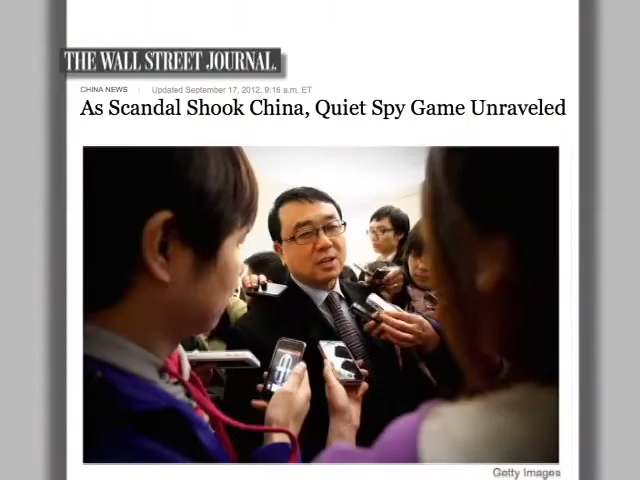 THE WALL STREET JOURNAL.
CHINA NEWS | Updated September 17, 2012, 9:16 a.m. ET
As Scandal Shook China, Quiet Spy Game Unraveled
Getty Images